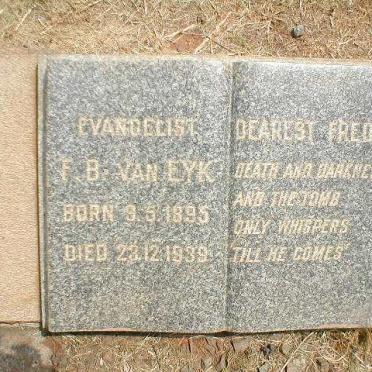 EVANGELIST
F. B. VAN EYK
BORN 9.5.1895
DIED 23.12.1939
DEAREST FRED
DEATH AND DARKNE
AND THE TOMB
ONLY WHISPERS
"TILL HE COMES"